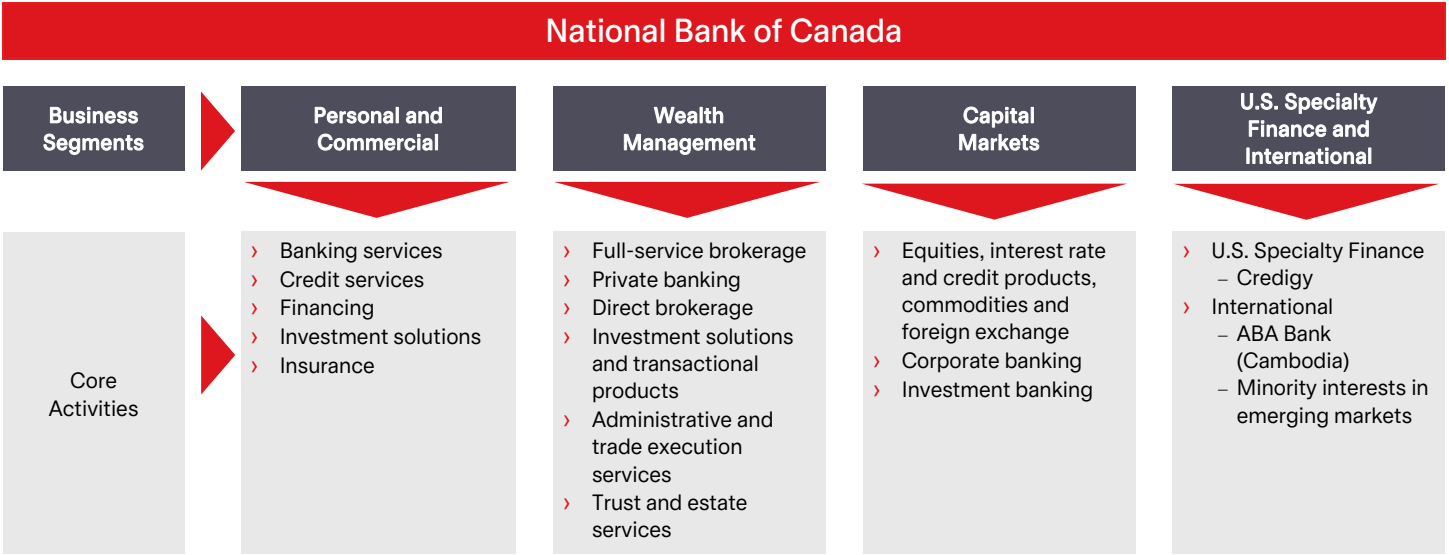 National Bank of Canada
Business
Segments
Personal and
Commercial
Wealth
Management
Capital
Markets
U.S. Specialty
Finance and
International
Core
Activities
› Banking services
› Credit services
› Financing
› Investment solutions
› Insurance
› Full-service brokerage
› Private banking
› Direct brokerage
› Investment solutions
and transactional
products
› Administrative and
trade execution
services
› Trust and estate
services
› Equities, interest rate
and credit products,
commodities and
foreign exchange
› Corporate banking
› Investment banking
› U.S. Specialty Finance
– Credigy
› International
– ABA Bank
(Cambodia)
– Minority interests in
emerging markets